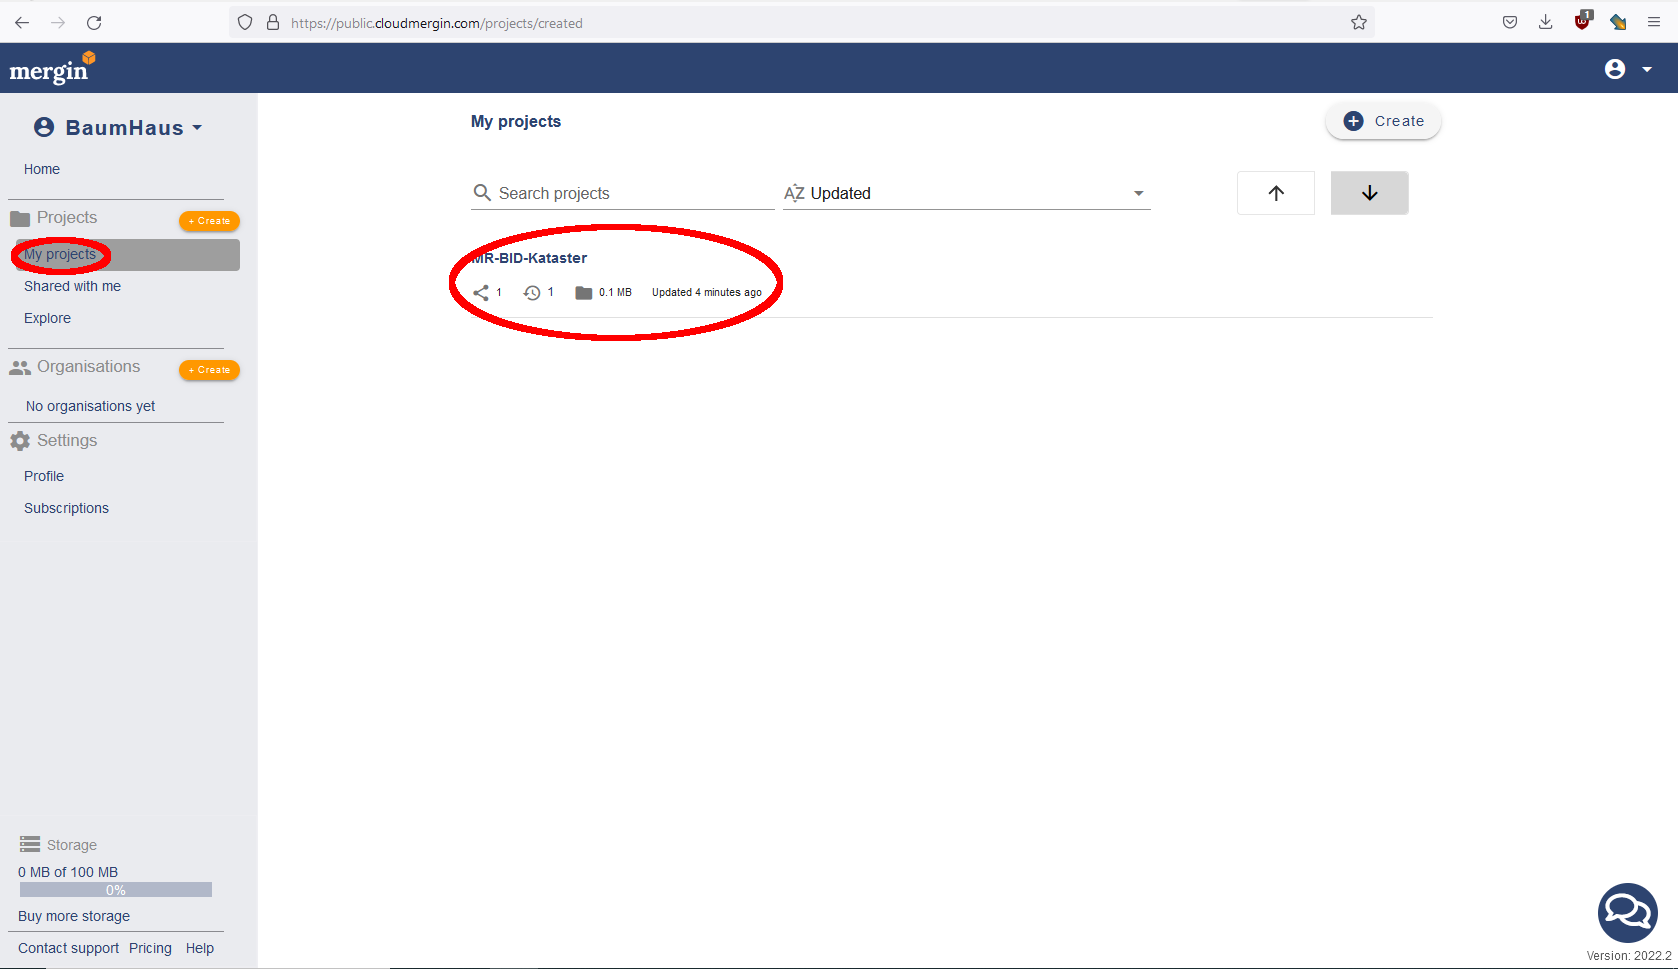 https://public.cloudmergin.com/projects/created
1
mergin
BaumHaus
Home
Projects
+ Create
My projects
Shared with me
Explore
Organisations
+ Create
No organisations yet
Settings
Profile
Subscriptions
Storage
0 MB of 100 MB
0%
Buy more storage
Contact support Pricing Help
My projects
Create
Search projects
AZ Updated
MR-BID-Kataster
1 1 0.1 MB Updated 4 minutes ago
Version: 2022.2